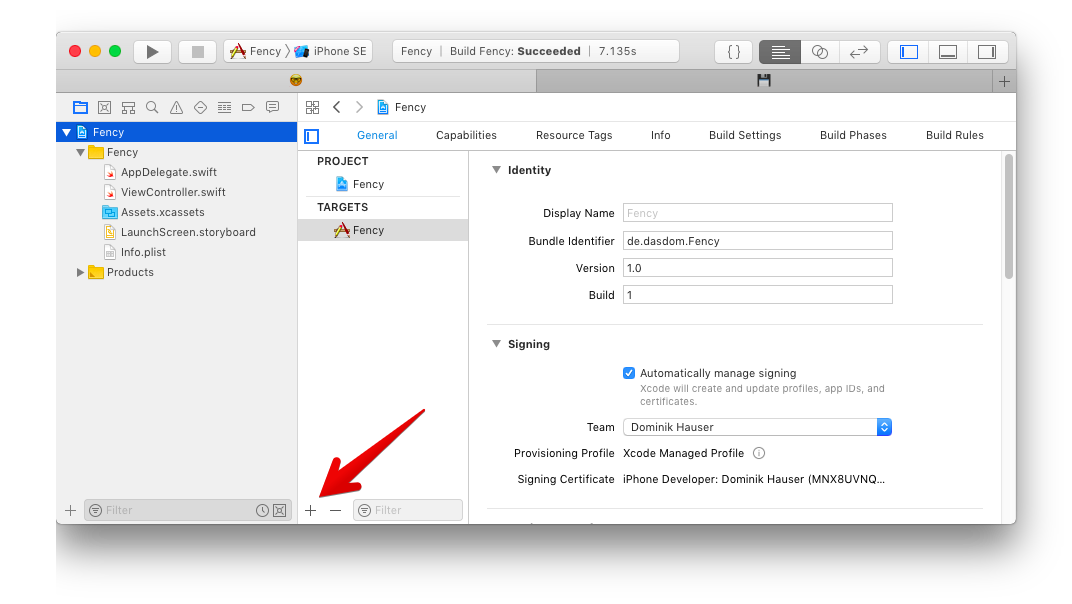 Fency 〉 iPhone SE
Fency | Build Fency: Succeeded | 7.135s
Fency
General Capabilities Resource Tags Info Build Settings Build Phases Build Rules
Fency
Fency
AppDelegate.swift
ViewController.swift
Assets.xcassets
LaunchScreen.storyboard
Info.plist
Products
Filter
PROJECT
Fency
TARGETS
Fency
Filter
Identity
Display Name Fency
Bundle Identifier de.dasdom.Fency
Version 1.0
Build 1
Signing
Automatically manage signing
Xcode will create and update profiles, app IDs, and
certificates.
Team Dominik Hauser
Provisioning Profile Xcode Managed Profile
Signing Certificate iPhone Developer: Dominik Hauser (MNX8UVNQ...